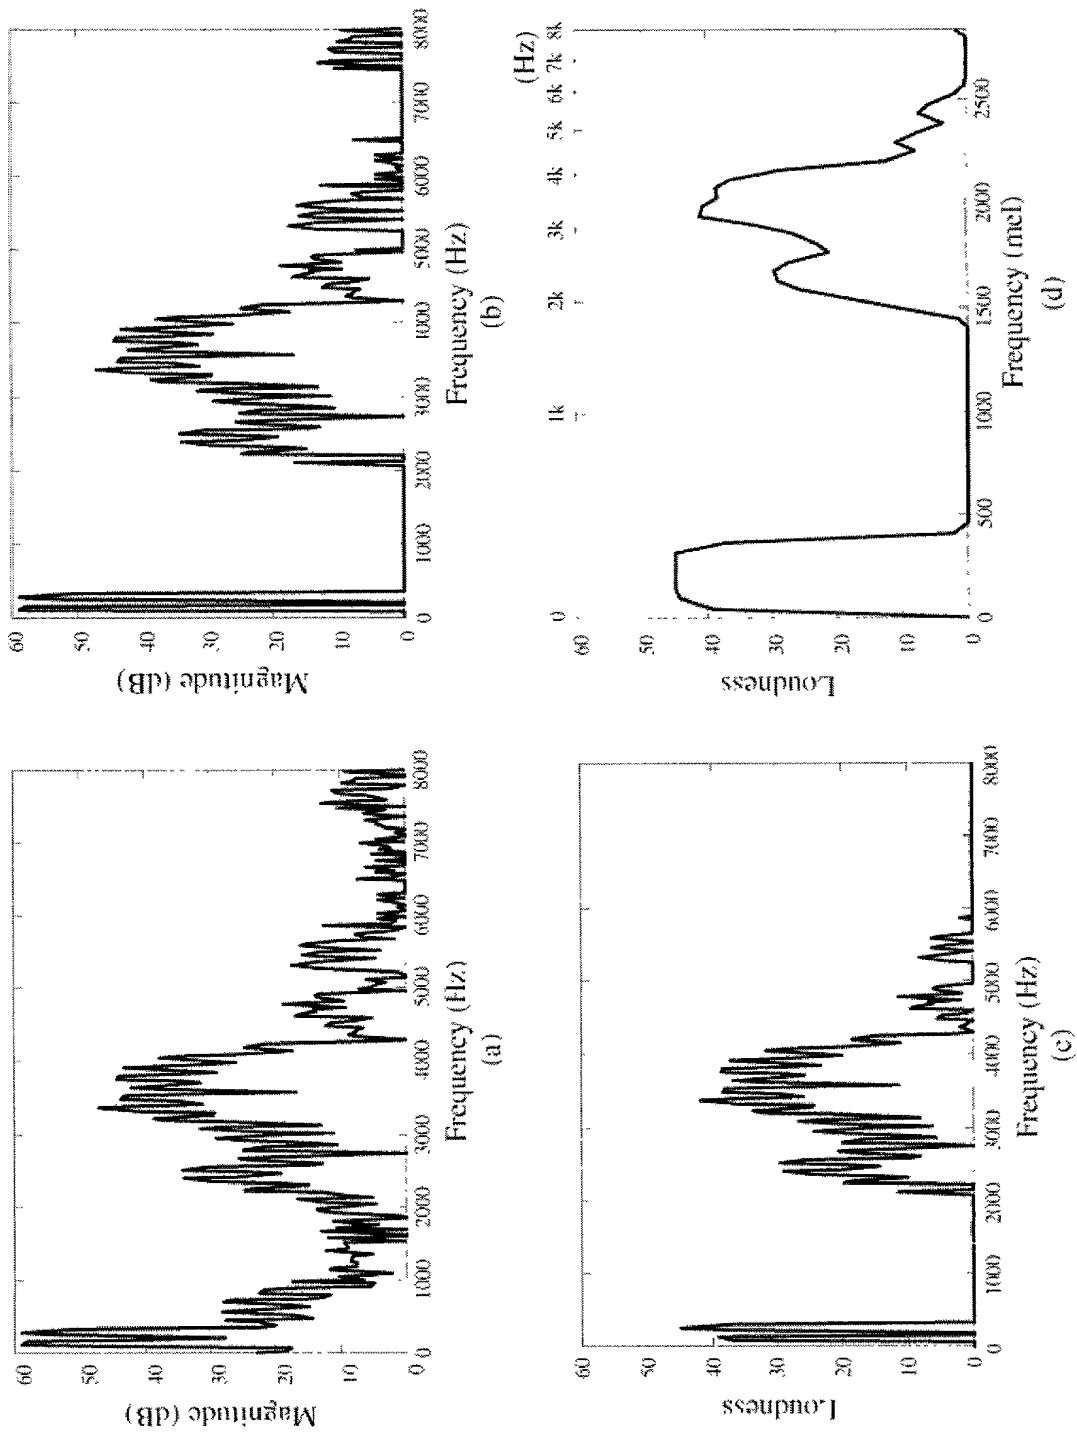 60
50
40
30
20
10
0
Magnitude (dB)
0
1000
2000
3000
4000
5000
6000
7000
8000
Frequency (Hz)
(a)
60
50
40
30
20
10
0
Magnitude (dB)
0
1000
2000
3000
4000
5000
6000
7000
8000
Frequency (Hz)
(b)
60
50
40
30
20
10
0
Loudness
0
1000
2000
3000
4000
5000
6000
7000
8000
Frequency (Hz)
(c)
0
1k
2k
3k
4k
5k
6k
7k
8k
(Hz)
60
50
40
30
20
10
0
Loudness
0
500
1000
1500
2000
2500
Frequency (mel)
(d)